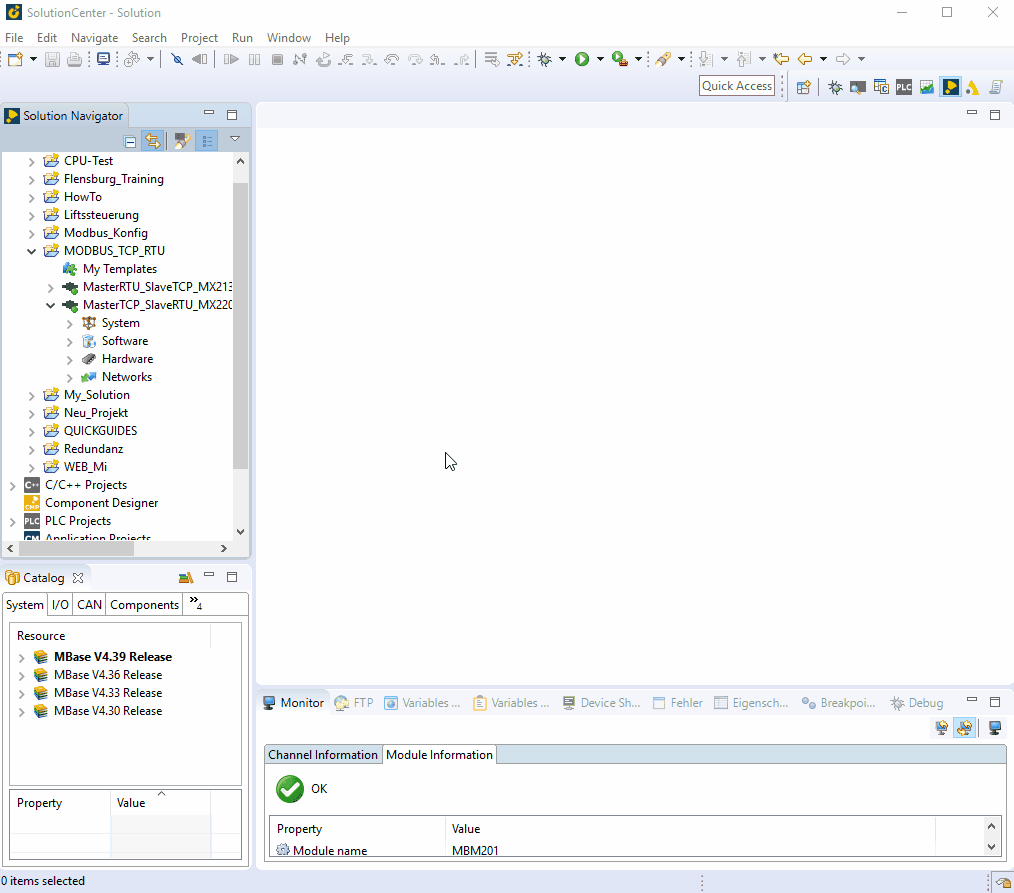 SolutionCenter - Solution
File Edit Navigate Search Project Run Window Help
Quick Access
PLC
Solution Navigator
CPU-Test
Flensburg_Training
HowTo
Liftssteuerung
Modbus_Konfig
MODBUS_TCP_RTU
My Templates
MasterRTU_SlaveTCP_MX213
MasterTCP_SlaveRTU_MX220
System
Software
Hardware
Networks
My_Solution
Neu_Projekt
QUICKGUIDES
Redundanz
WEB_Mi
C++ C/C++ Projects
CMP Component Designer
PLC PLC Projects
CM Application Projects
Catalog
System I/O CAN Components »4
Resource
MBase V4.39 Release
MBase V4.36 Release
MBase V4.33 Release
MBase V4.30 Release
Property Value
Monitor FTP Variables ... Variables ... Device Sh... Fehler Eigensch... Breakpoi... Debug
Channel Information Module Information
OK
Property Value
Module name MBM201
0 items selected